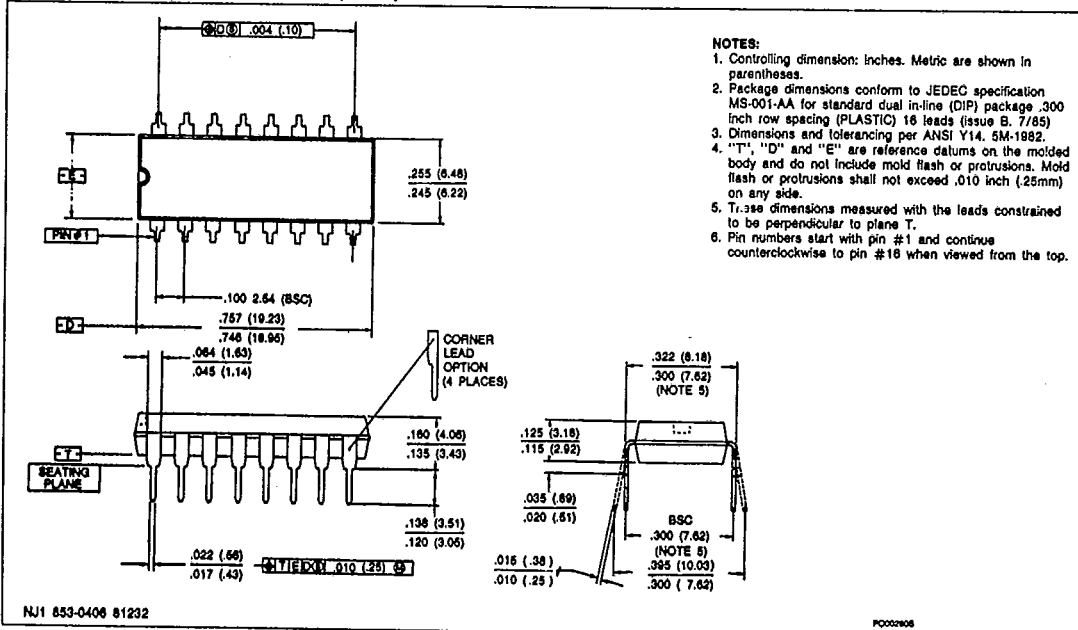 ⌖ D Ⓢ .004 (.10)
-E-
.255 (6.48)
.245 (6.22)
PIN #1
.100 2.54 (BSC)
-D-
.757 (19.23)
.746 (18.95)
.064 (1.63)
.045 (1.14)
CORNER
LEAD
OPTION
(4 PLACES)
-T-
SEATING
PLANE
.160 (4.06)
.135 (3.43)
.138 (3.51)
.120 (3.05)
.022 (.56)
.017 (.43)
⌖ T E D Ⓢ .010 (.25) Ⓜ
.322 (8.18)
.300 (7.62)
(NOTE 5)
.125 (3.18)
.115 (2.92)
.035 (.89)
.020 (.51)
BSC
.300 (7.62)
(NOTE 5)
.395 (10.03)
.300 ( 7.62)
.015 (.38 )
.010 (.25 )
NOTES:
1. Controlling dimension: Inches. Metric are shown in
parentheses.
2. Package dimensions conform to JEDEC specification
MS-001-AA for standard dual in-line (DIP) package .300
inch row spacing (PLASTIC) 16 leads (issue B. 7/85)
3. Dimensions and tolerancing per ANSI Y14. 5M-1982.
4. "T", "D" and "E" are reference datums on the molded
body and do not include mold flash or protrusions. Mold
flash or protrusions shall not exceed .010 inch (.25mm)
on any side.
5. These dimensions measured with the leads constrained
to be perpendicular to plane T.
6. Pin numbers start with pin #1 and continue
counterclockwise to pin #16 when viewed from the top.
NJ1 853-0406 81232
PC00290S